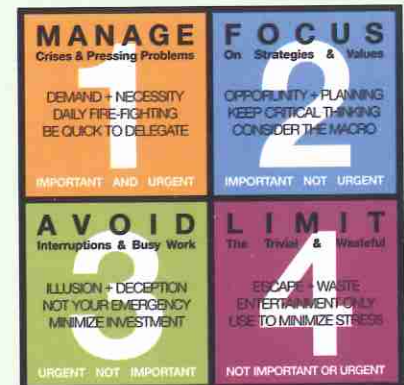 MANAGE
Crises & Pressing Problems
1
DEMAND + NECESSITY
DAILY FIRE-FIGHTING
BE QUICK TO DELEGATE
IMPORTANT AND URGENT
FOCUS
On Strategies & Values
2
OPPORUNITY + PLANNING
KEEP CRITICAL THINKING
CONSIDER THE MACRO
IMPORTANT NOT URGENT
AVOID
Interruptions & Busy Work
3
ILLUSION + DECEPTION
NOT YOUR EMERGENCY
MINIMIZE INVESTMENT
URGENT NOT IMPORTANT
LIMIT
The Trivial & Wasteful
4
ESCAPE + WASTE
ENTERTAINMENT ONLY
USE TO MINIMIZE STRESS
NOT IMPORTANT OR URGENT